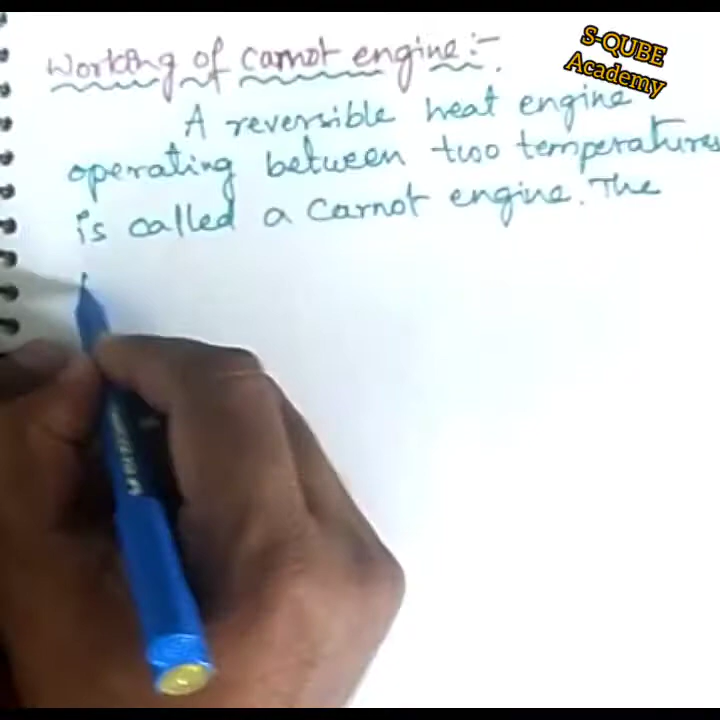 Working of carnot engine :-
S-QUBE
Academy
A reversible heat engine
operating between two temperatures
is called a Carnot engine. The